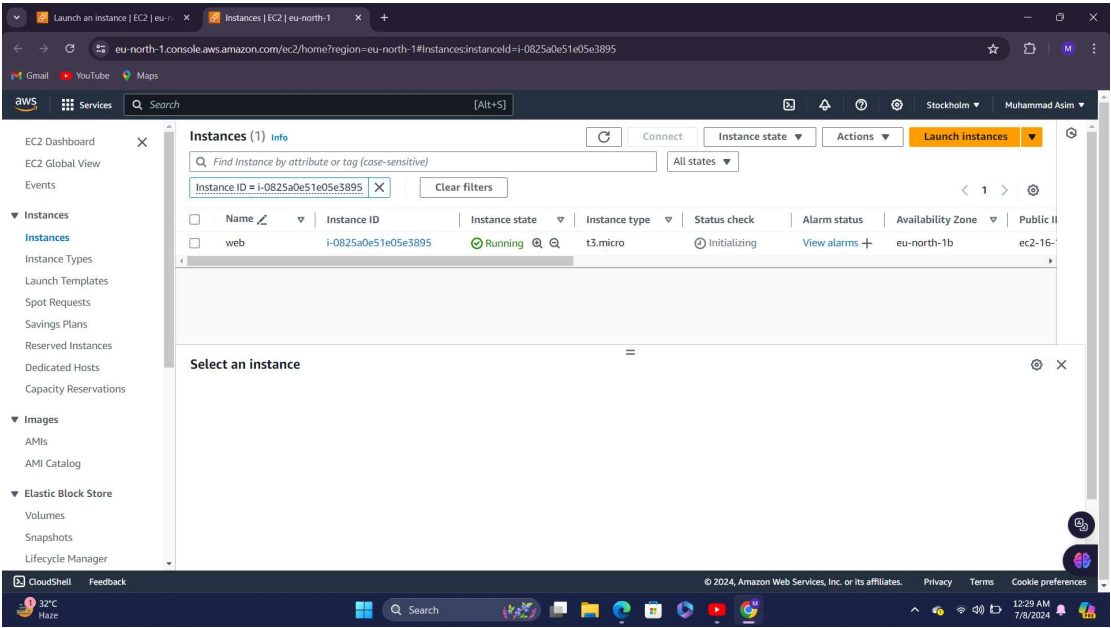 Launch an instance | EC2 | eu-n
Instances | EC2 | eu-north-1
eu-north-1.console.aws.amazon.com/ec2/home?region=eu-north-1#Instances:instanceId=i-0825a0e51e05e3895
M
Gmail YouTube Maps
aws Services Search [Alt+S] Stockholm Muhammad Asim
EC2 Dashboard
EC2 Global View
Events
Instances
Instances
Instance Types
Launch Templates
Spot Requests
Savings Plans
Reserved Instances
Dedicated Hosts
Capacity Reservations
Images
AMIs
AMI Catalog
Elastic Block Store
Volumes
Snapshots
Lifecycle Manager
Instances (1) Info
Connect Instance state Actions Launch instances
Find Instance by attribute or tag (case-sensitive) All states
Instance ID = i-0825a0e51e05e3895 Clear filters 1
Name Instance ID Instance state Instance type Status check Alarm status Availability Zone Public I
web i-0825a0e51e05e3895 Running t3.micro Initializing View alarms + eu-north-1b ec2-16-
Select an instance
CloudShell Feedback © 2024, Amazon Web Services, Inc. or its affiliates. Privacy Terms Cookie preferences
1 32°C
Haze
Search
12:29 AM
7/8/2024